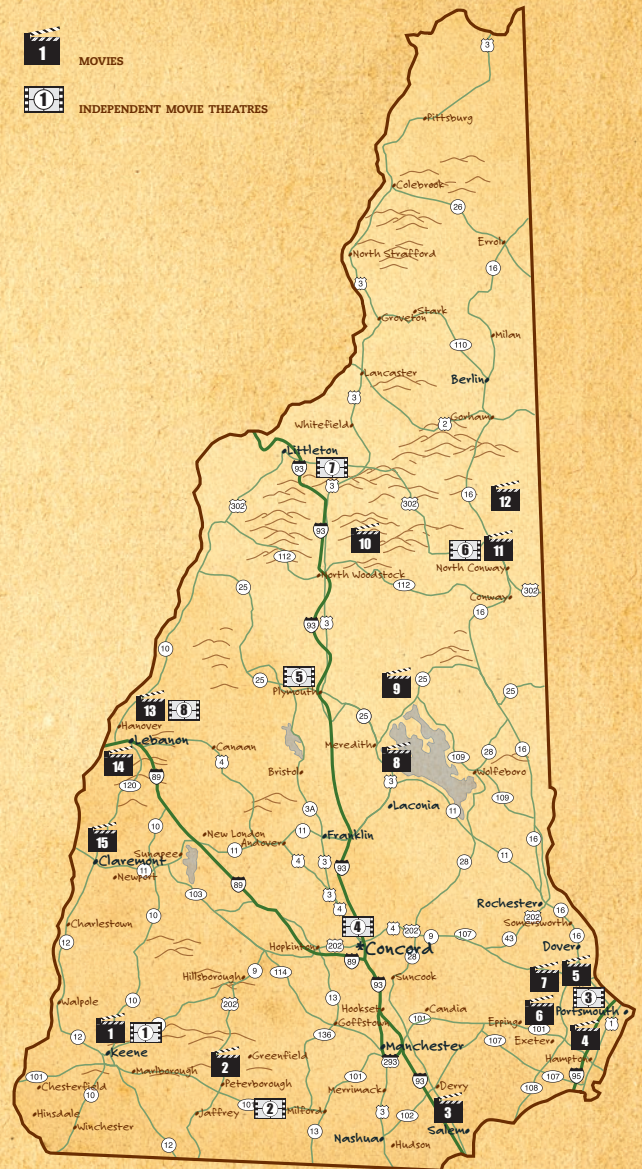 1 MOVIES
1 INDEPENDENT MOVIE THEATRES
3
Pittsburg
Colebrook
26
Errol
North Strafford
16
3
Stark
Groveton
Milan
110
Lancaster
Berlin
3
Gorham
2
Whitefield
Littleton
93
7
3
16
12
302
302
93
10
6
11
112
North Woodstock
North Conway
112
25
302
Conway
16
93
3
10
5
9
25
25
25
Plymouth
13
8
25
Hanover
Lebanon
Canaan
Meredith
28
16
14
4
8
109
89
Bristol
Wolfeboro
120
3
109
3A
Laconia
11
10
11
Franklin
15
New London
Andover
16
Sunapee
11
4
3
11
Claremont
93
28
11
Newport
89
103
3
4
Rochester
10
202
16
Charlestown
4
4
202
Somersworth
12
9
107
43
16
Hopkinton
202
Concord
Dover
89
28
9
114
7
5
Hillsborough
93
Suncook
3
Walpole
10
202
13
Hookset
Candia
6
Portsmouth
1
1
Goffstown
101
Epping
101
1
12
136
107
Exeter
4
Keene
Manchester
2
Greenfield
293
Hampton
Marlborough
101
Peterborough
93
107
95
Chesterfield
Merrimack
Derry
108
10
101
2
Hinsdale
Jaffrey
Milford
3
102
3
Winchester
13
Salem
12
Nashua
Hudson